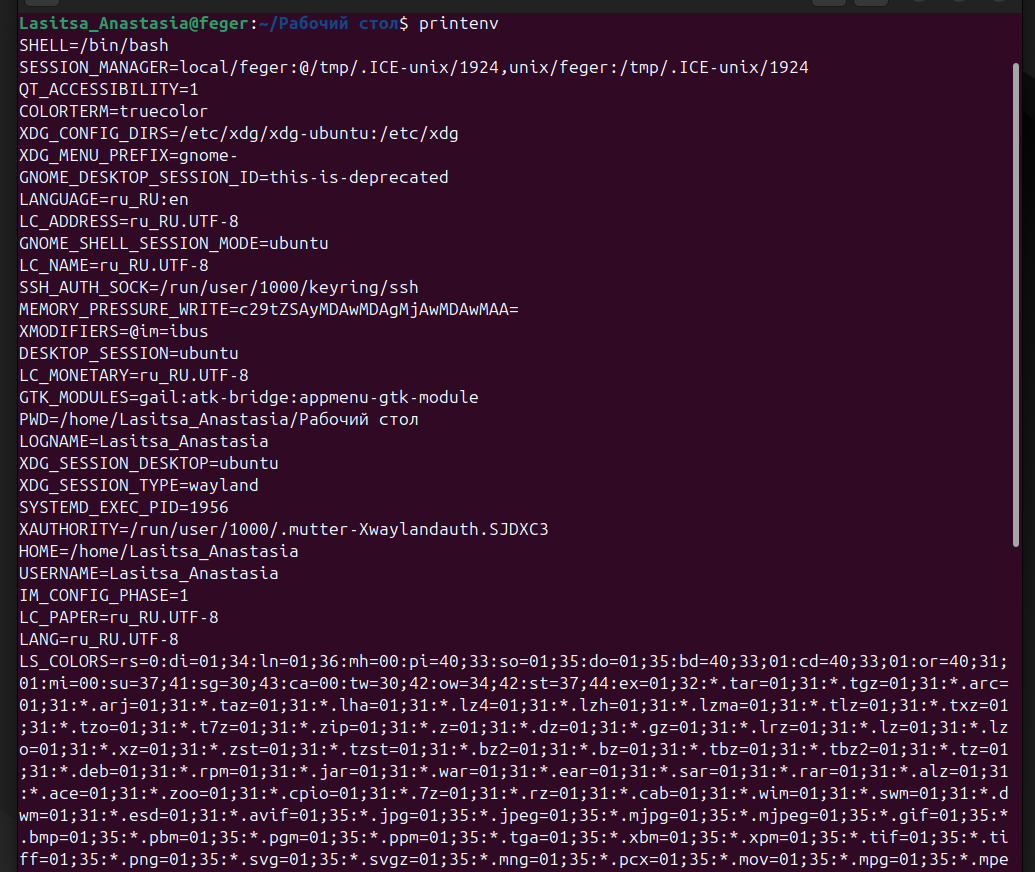 Lasitsa_Anastasia@feger:~/Рабочий стол$ printenv
SHELL=/bin/bash
SESSION_MANAGER=local/feger:@/tmp/.ICE-unix/1924,unix/feger:/tmp/.ICE-unix/1924
QT_ACCESSIBILITY=1
COLORTERM=truecolor
XDG_CONFIG_DIRS=/etc/xdg/xdg-ubuntu:/etc/xdg
XDG_MENU_PREFIX=gnome-
GNOME_DESKTOP_SESSION_ID=this-is-deprecated
LANGUAGE=ru_RU:en
LC_ADDRESS=ru_RU.UTF-8
GNOME_SHELL_SESSION_MODE=ubuntu
LC_NAME=ru_RU.UTF-8
SSH_AUTH_SOCK=/run/user/1000/keyring/ssh
MEMORY_PRESSURE_WRITE=c29tZSAyMDAwMDAgMjAwMDAwMAA=
XMODIFIERS=@im=ibus
DESKTOP_SESSION=ubuntu
LC_MONETARY=ru_RU.UTF-8
GTK_MODULES=gail:atk-bridge:appmenu-gtk-module
PWD=/home/Lasitsa_Anastasia/Рабочий стол
LOGNAME=Lasitsa_Anastasia
XDG_SESSION_DESKTOP=ubuntu
XDG_SESSION_TYPE=wayland
SYSTEMD_EXEC_PID=1956
XAUTHORITY=/run/user/1000/.mutter-Xwaylandauth.SJDXC3
HOME=/home/Lasitsa_Anastasia
USERNAME=Lasitsa_Anastasia
IM_CONFIG_PHASE=1
LC_PAPER=ru_RU.UTF-8
LANG=ru_RU.UTF-8
LS_COLORS=rs=0:di=01;34:ln=01;36:mh=00:pi=40;33:so=01;35:do=01;35:bd=40;33;01:cd=40;33;01:or=40;31;
01:mi=00:su=37;41:sg=30;43:ca=00:tw=30;42:ow=34;42:st=37;44:ex=01;32:*.tar=01;31:*.tgz=01;31:*.arc=
01;31:*.arj=01;31:*.taz=01;31:*.lha=01;31:*.lz4=01;31:*.lzh=01;31:*.lzma=01;31:*.tlz=01;31:*.txz=01
;31:*.tzo=01;31:*.t7z=01;31:*.zip=01;31:*.z=01;31:*.dz=01;31:*.gz=01;31:*.lrz=01;31:*.lz=01;31:*.lz
o=01;31:*.xz=01;31:*.zst=01;31:*.tzst=01;31:*.bz2=01;31:*.bz=01;31:*.tbz=01;31:*.tbz2=01;31:*.tz=01
;31:*.deb=01;31:*.rpm=01;31:*.jar=01;31:*.war=01;31:*.ear=01;31:*.sar=01;31:*.rar=01;31:*.alz=01;31
:*.ace=01;31:*.zoo=01;31:*.cpio=01;31:*.7z=01;31:*.rz=01;31:*.cab=01;31:*.wim=01;31:*.swm=01;31:*.d
wm=01;31:*.esd=01;31:*.avif=01;35:*.jpg=01;35:*.jpeg=01;35:*.mjpg=01;35:*.mjpeg=01;35:*.gif=01;35:*
.bmp=01;35:*.pbm=01;35:*.pgm=01;35:*.ppm=01;35:*.tga=01;35:*.xbm=01;35:*.xpm=01;35:*.tif=01;35:*.ti
ff=01;35:*.png=01;35:*.svg=01;35:*.svgz=01;35:*.mng=01;35:*.pcx=01;35:*.mov=01;35:*.mpg=01;35:*.mpe